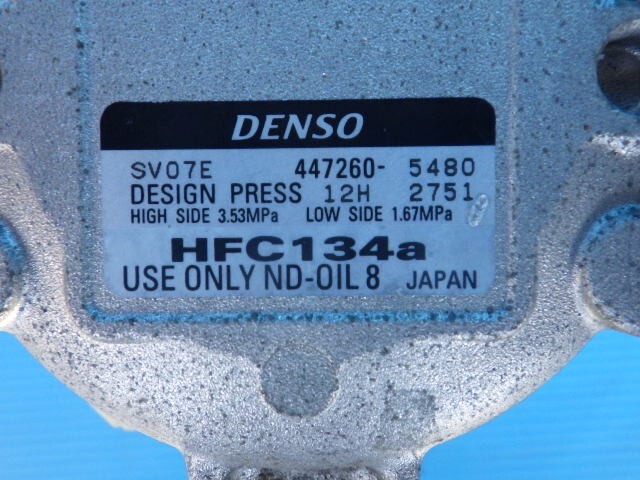 DENSO
SV07E 447260- 5480
DESIGN PRESS 12H 2751
HIGH SIDE 3.53MPa LOW SIDE 1.67MPa
HFC134a
USE ONLY ND-OIL 8 JAPAN